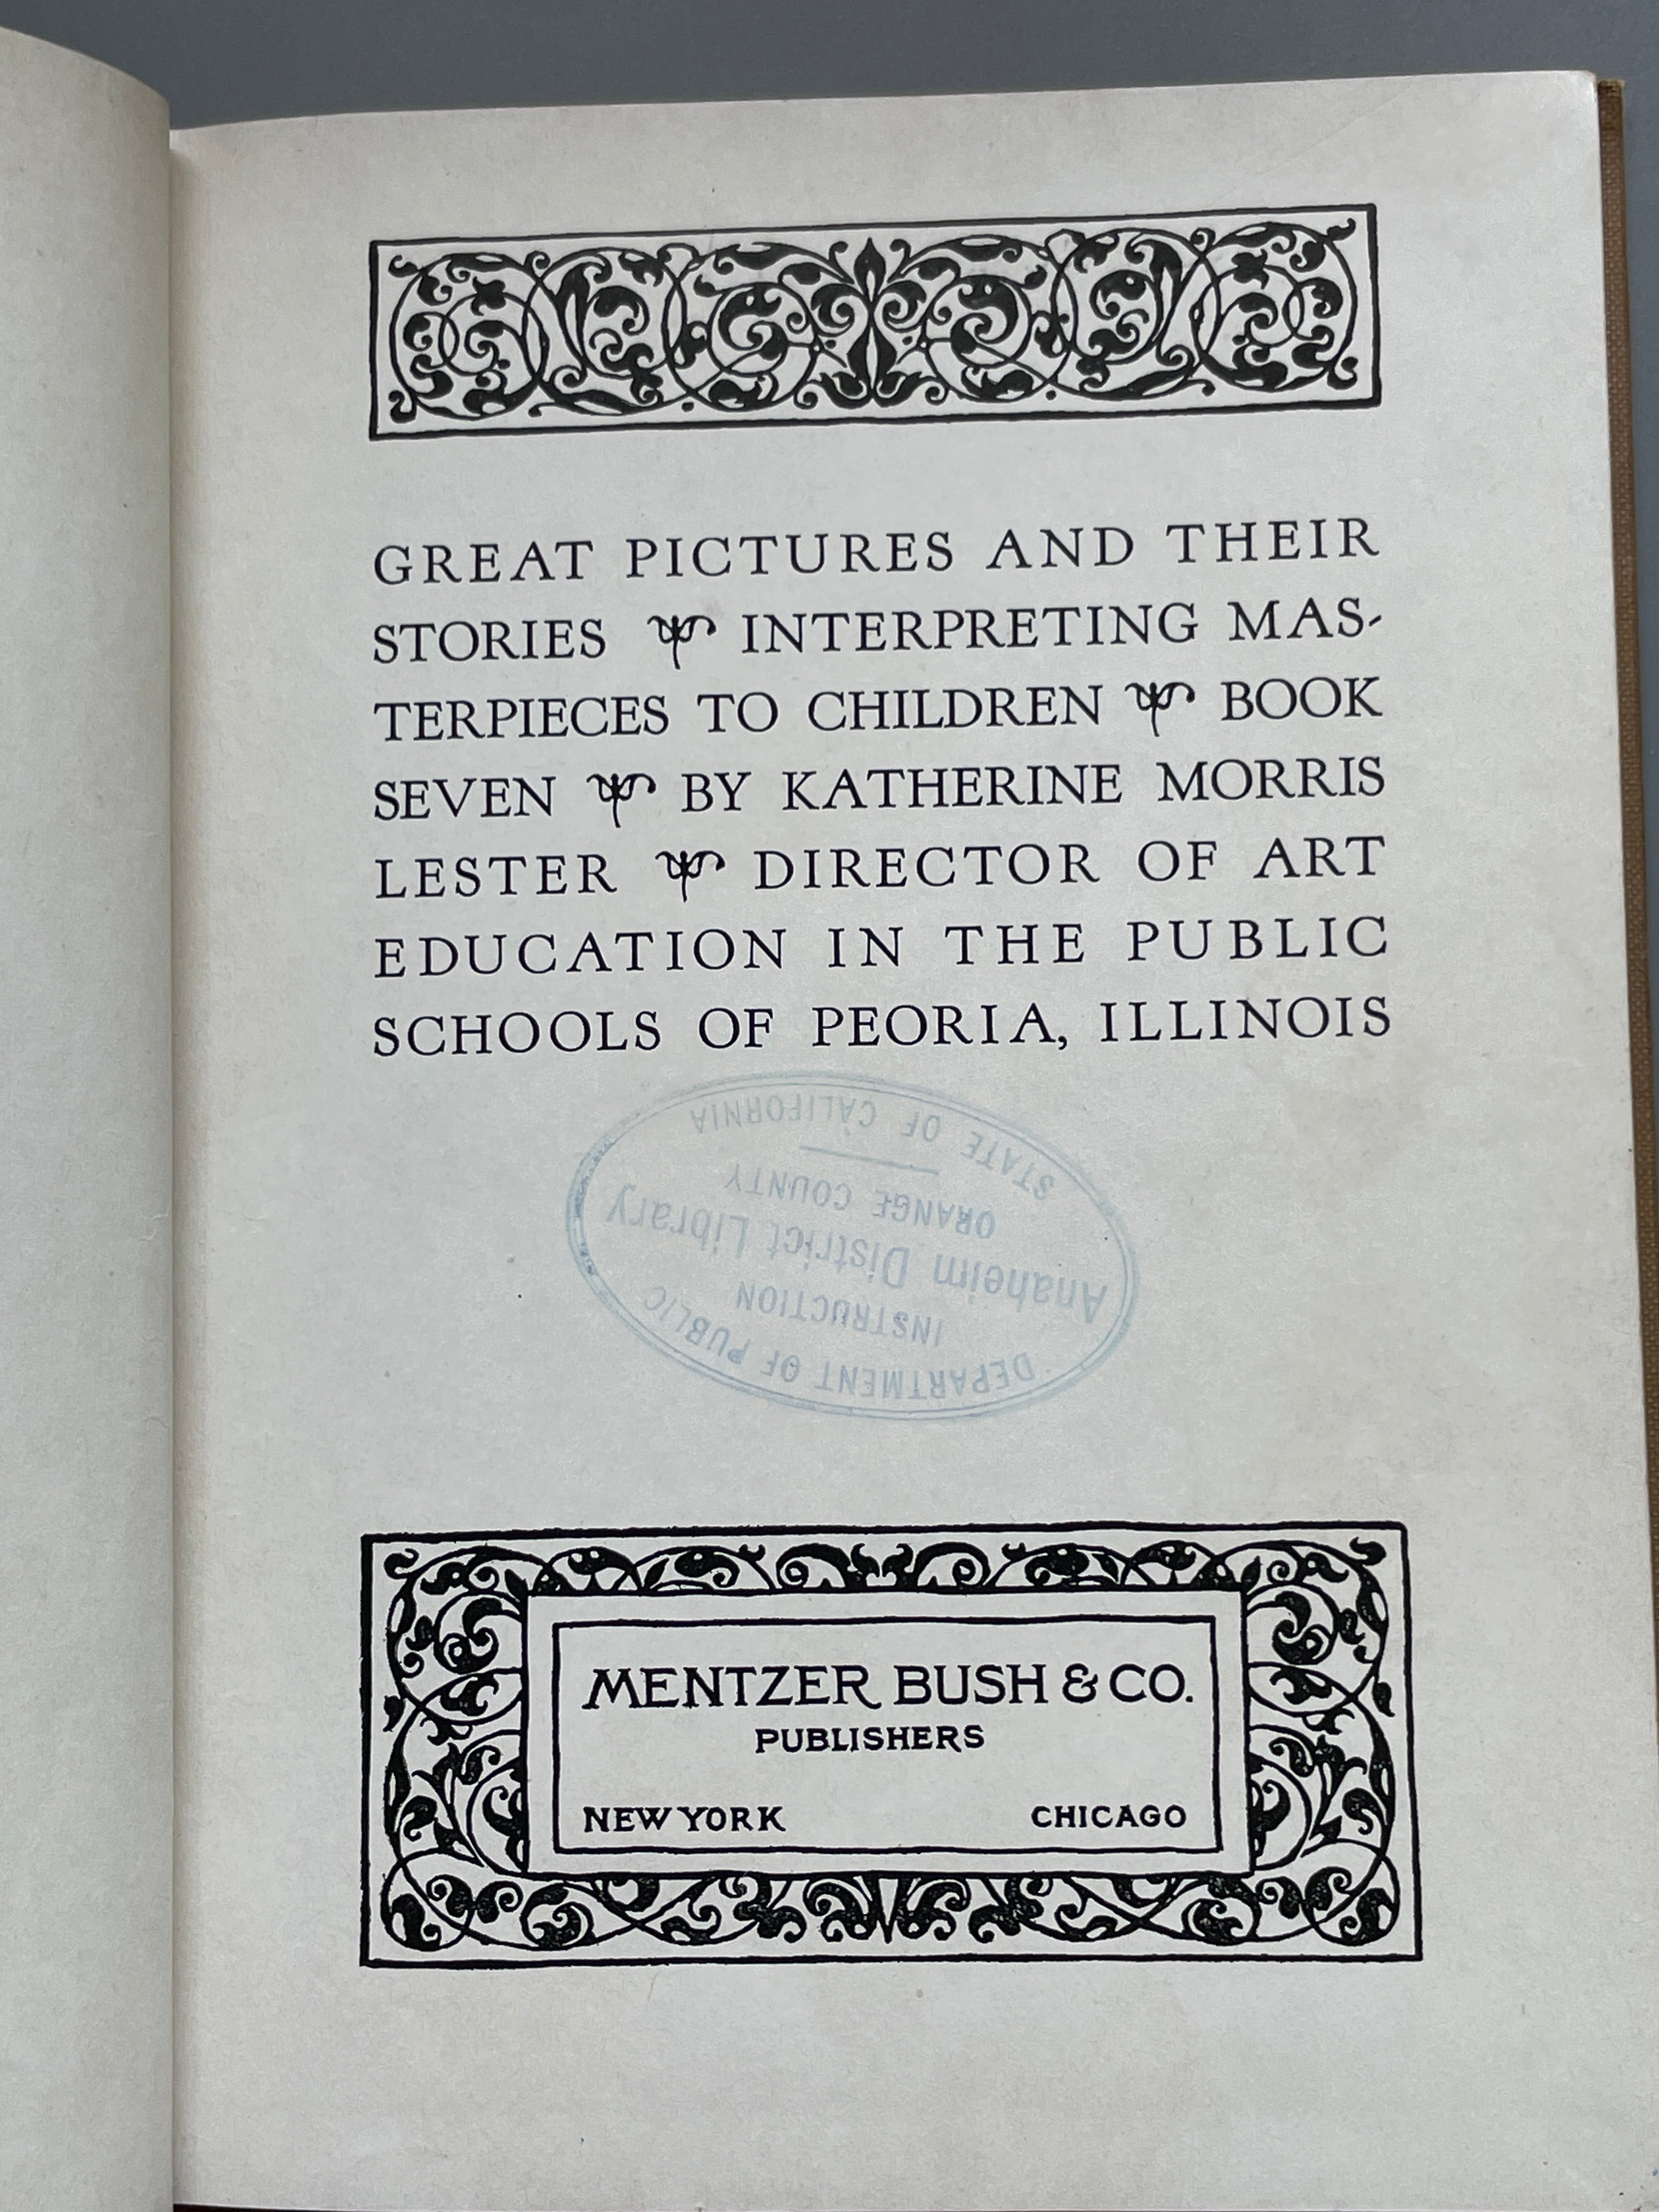 GREAT PICTURES AND THEIR
STORIES INTERPRETING MAS-
TERPIECES TO CHILDREN BOOK
SEVEN BY KATHERINE MORRIS
LESTER DIRECTOR OF ART
EDUCATION IN THE PUBLIC
SCHOOLS OF PEORIA, ILLINOIS
DEPARTMENT OF PUBLIC
INSTRUCTION
Anaheim District Library
ORANGE COUNTY
STATE OF CALIFORNIA
MENTZER BUSH & CO.
PUBLISHERS
NEW YORK CHICAGO